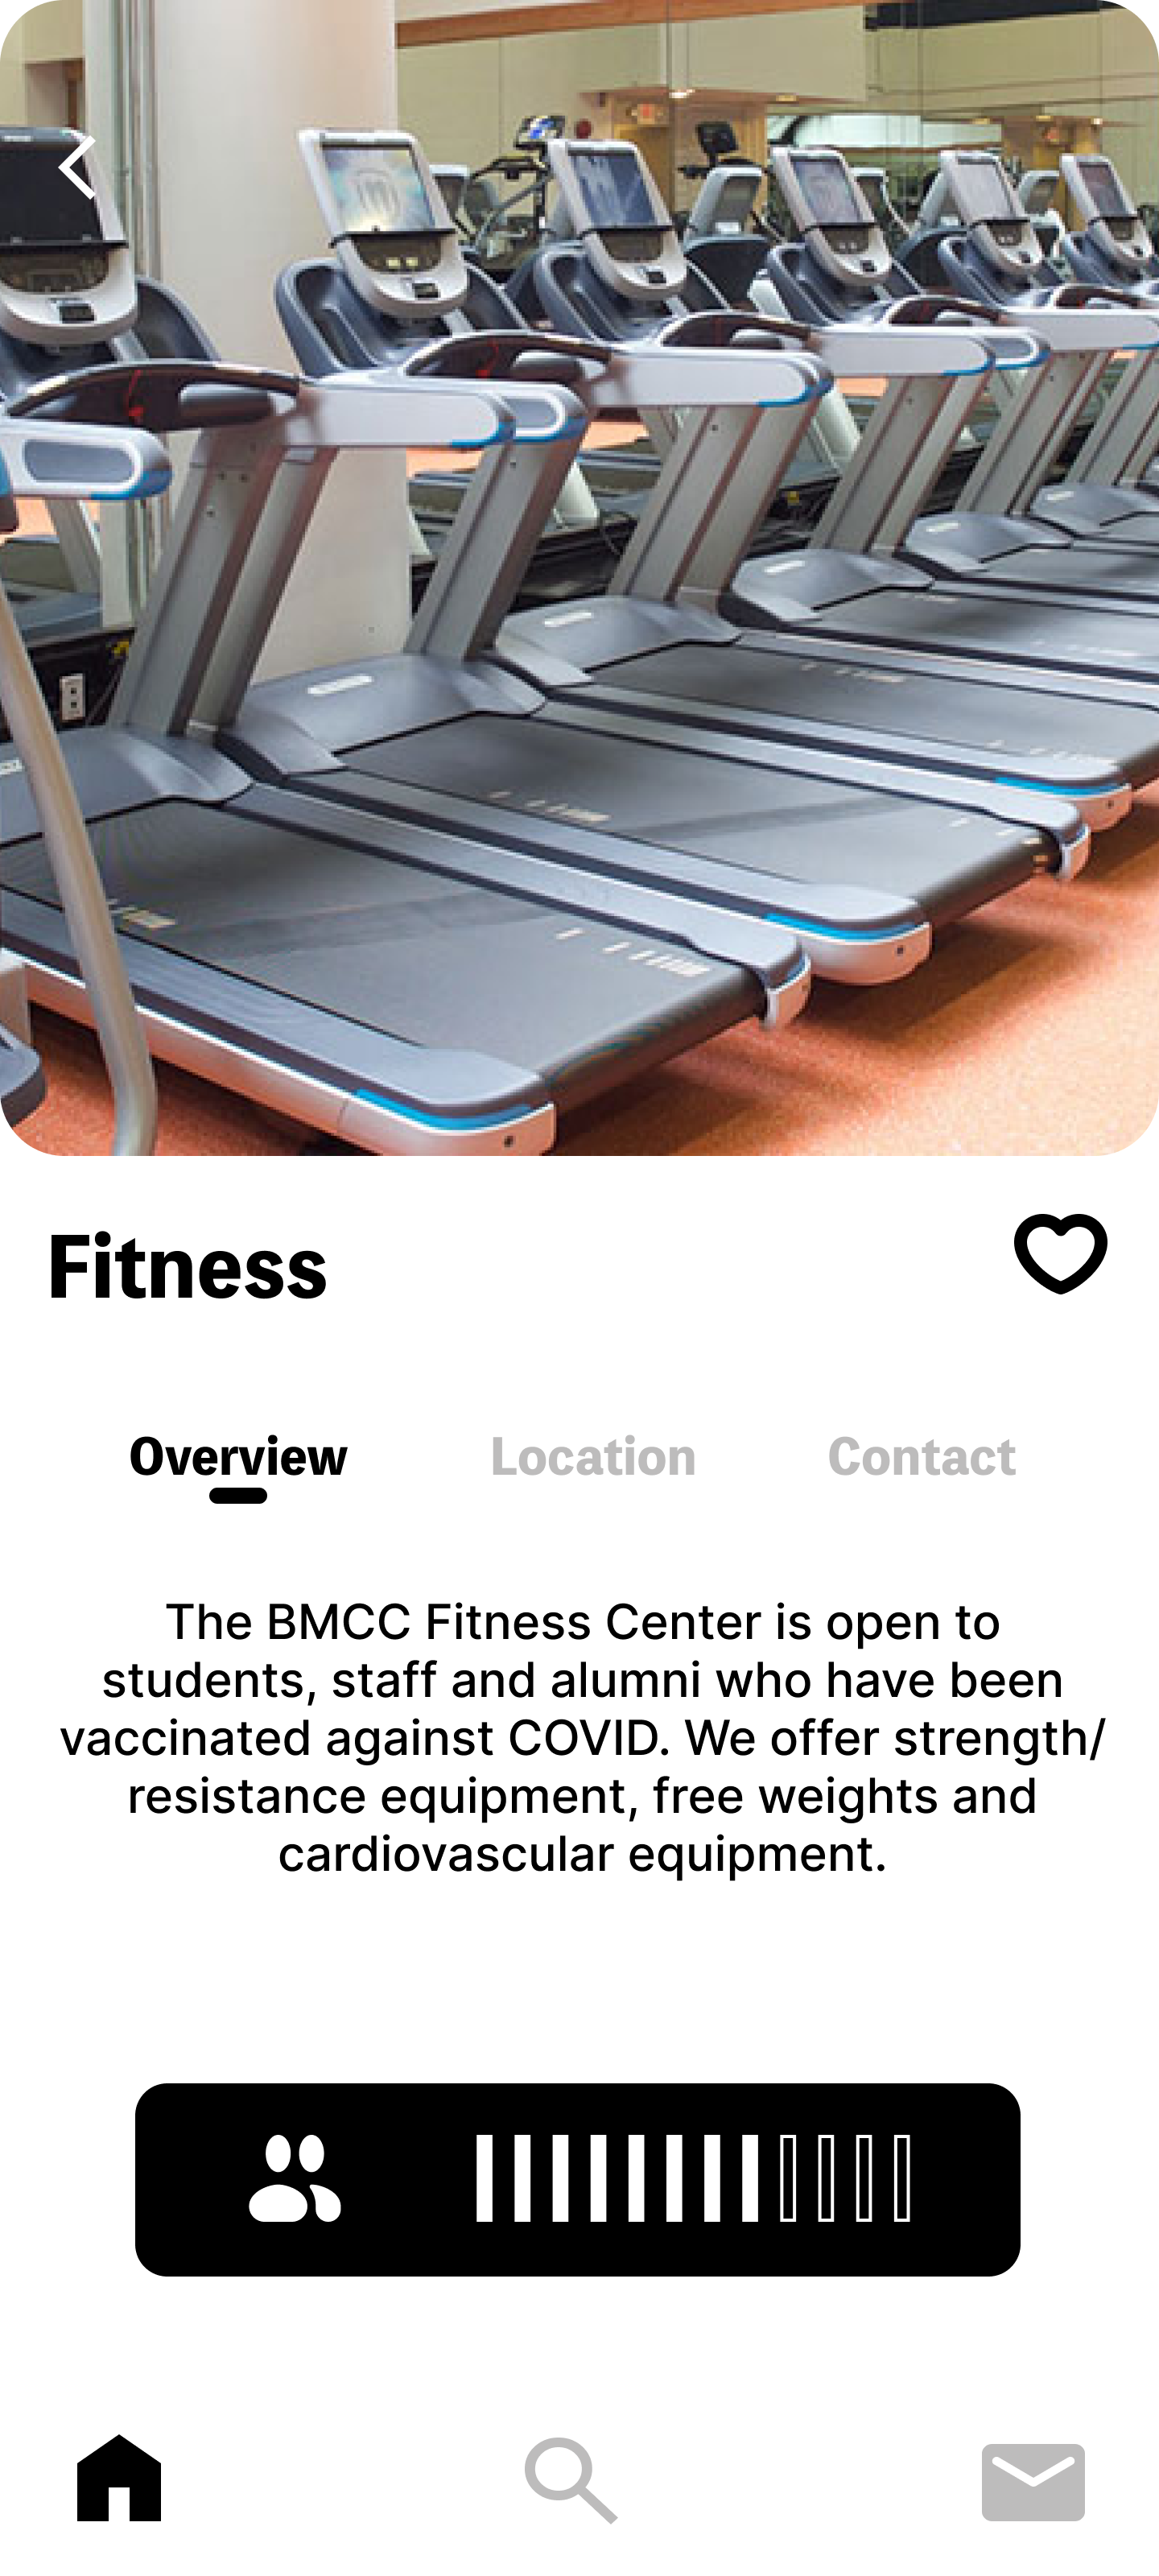 Fitness
Overview
Location
Contact
The BMCC Fitness Center is open to
students, staff and alumni who have been
vaccinated against COVID. We offer strength/
resistance equipment, free weights and
cardiovascular equipment.